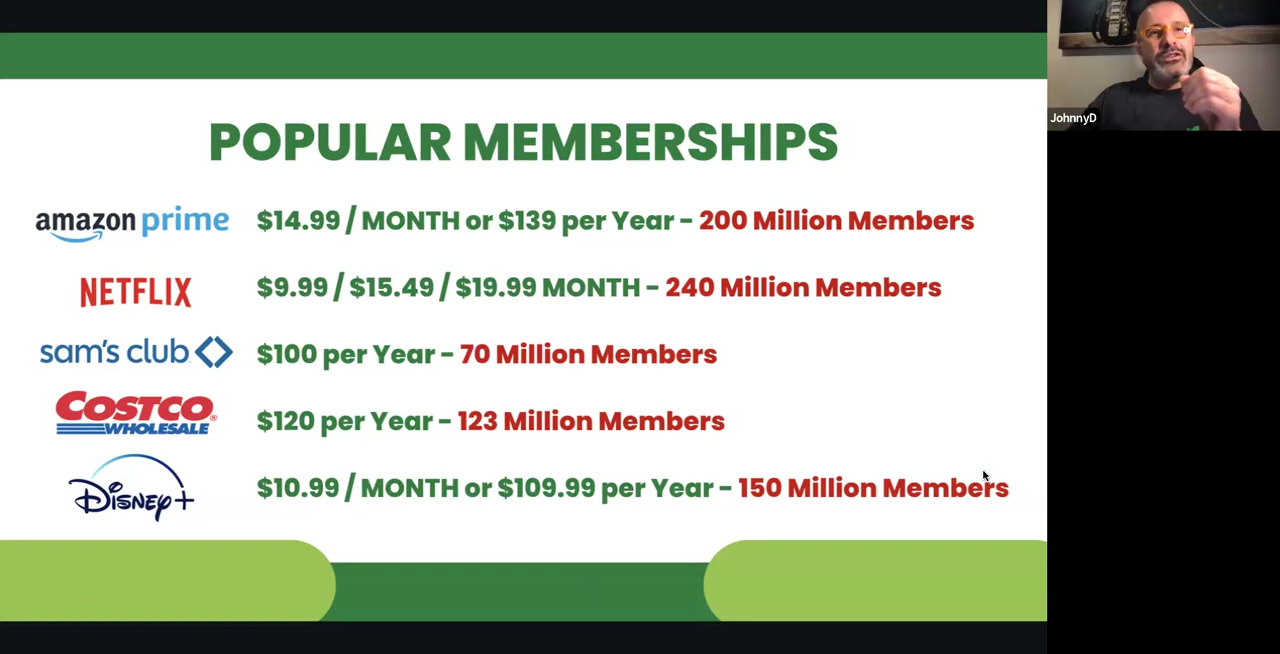 POPULAR MEMBERSHIPS
amazon prime $14.99 / MONTH or $139 per Year - 200 Million Members
NETFLIX $9.99 / $15.49 / $19.99 MONTH - 240 Million Members
sam's club $100 per Year - 70 Million Members
COSTCO WHOLESALE $120 per Year - 123 Million Members
Disney+ $10.99 / MONTH or $109.99 per Year - 150 Million Members
JohnnyD